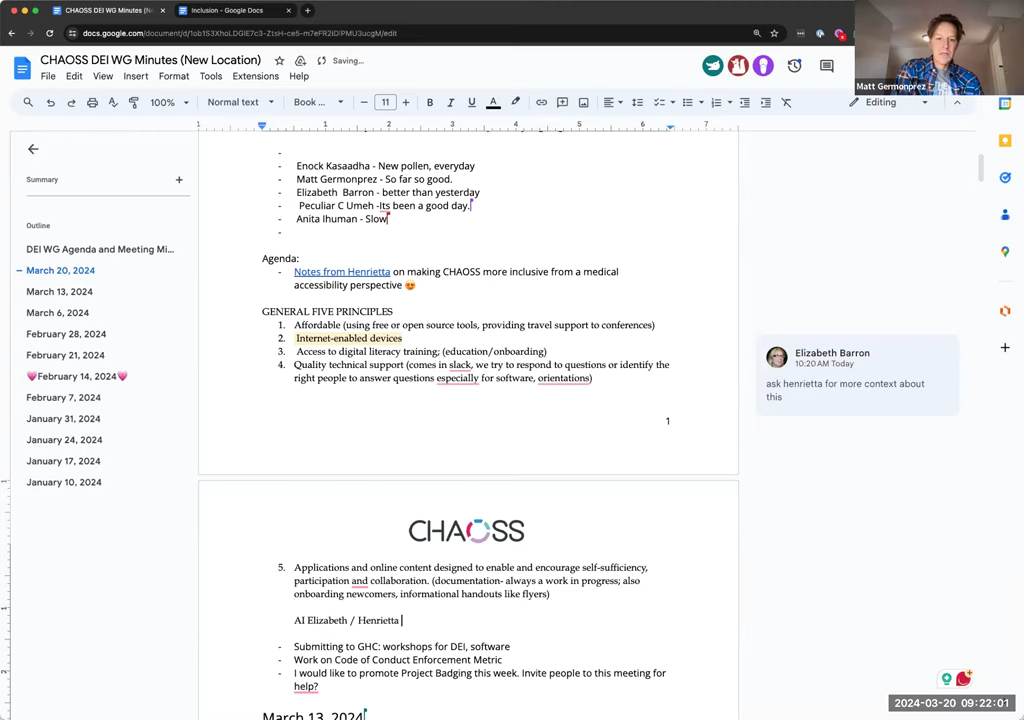 CHAOSS DEI WG Minutes (N
Inclusion - Google Docs
docs.google.com/document/d/1ob1S3XhoLDGIE7c3-ZtsH-ce5-m7eFR2iO/PMU3ucgM/edit
CHAOSS DEI WG Minutes (New Location)
Saving...
File Edit View Insert Format Tools Extensions Help
100% Normal text Book ... 11 B I U A Editing
Matt Germonprez
1 1 2 3 4 5 6 7
Summary
Outline
DEI WG Agenda and Meeting Mi...
March 20, 2024
March 13, 2024
March 6, 2024
February 28, 2024
February 21, 2024
💗February 14, 2024💗
February 7, 2024
January 31, 2024
January 24, 2024
January 17, 2024
January 10, 2024
-
- Enock Kasaadha - New pollen, everyday
- Matt Germonprez - So far so good.
- Elizabeth Barron - better than yesterday
- Peculiar C Umeh -Its been a good day.
- Anita Ihuman - Slow
-
Agenda:
- Notes from Henrietta on making CHAOSS more inclusive from a medical
accessibility perspective 😍
GENERAL FIVE PRINCIPLES
1. Affordable (using free or open source tools, providing travel support to conferences)
2. Internet-enabled devices
3. Access to digital literacy training; (education/onboarding)
4. Quality technical support (comes in slack, we try to respond to questions or identify the
right people to answer questions especially for software, orientations)
1
Elizabeth Barron
10:20 AM Today
ask henrietta for more context about
this
CHAOSS
5. Applications and online content designed to enable and encourage self-sufficiency,
participation and collaboration. (documentation- always a work in progress; also
onboarding newcomers, informational handouts like flyers)
AI Elizabeth / Henrietta
- Submitting to GHC: workshops for DEI, software
- Work on Code of Conduct Enforcement Metric
- I would like to promote Project Badging this week. Invite people to this meeting for
help?
March 13, 2024
2024-03-20 09:22:01